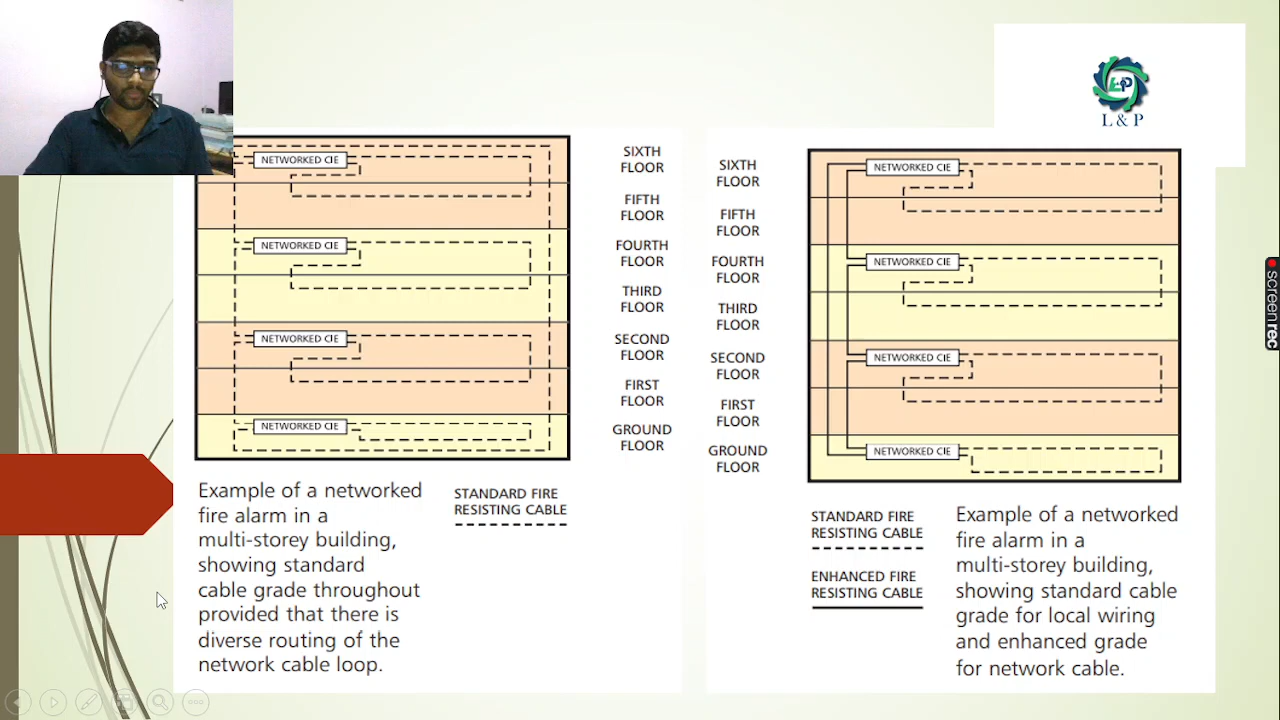 L&P
L & P
NETWORKED CIE
SIXTH
FLOOR
FIFTH
FLOOR
NETWORKED CIE
FOURTH
FLOOR
THIRD
FLOOR
NETWORKED CIE
SECOND
FLOOR
FIRST
FLOOR
NETWORKED CIE
GROUND
FLOOR
Example of a networked
fire alarm in a
multi-storey building,
showing standard
cable grade throughout
provided that there is
diverse routing of the
network cable loop.
STANDARD FIRE
RESISTING CABLE
SIXTH
FLOOR
NETWORKED CIE
FIFTH
FLOOR
FOURTH
FLOOR
NETWORKED CIE
THIRD
FLOOR
SECOND
FLOOR
NETWORKED CIE
FIRST
FLOOR
GROUND
FLOOR
NETWORKED CIE
STANDARD FIRE
RESISTING CABLE
ENHANCED FIRE
RESISTING CABLE
Example of a networked
fire alarm in a
multi-storey building,
showing standard cable
grade for local wiring
and enhanced grade
for network cable.
screenrec